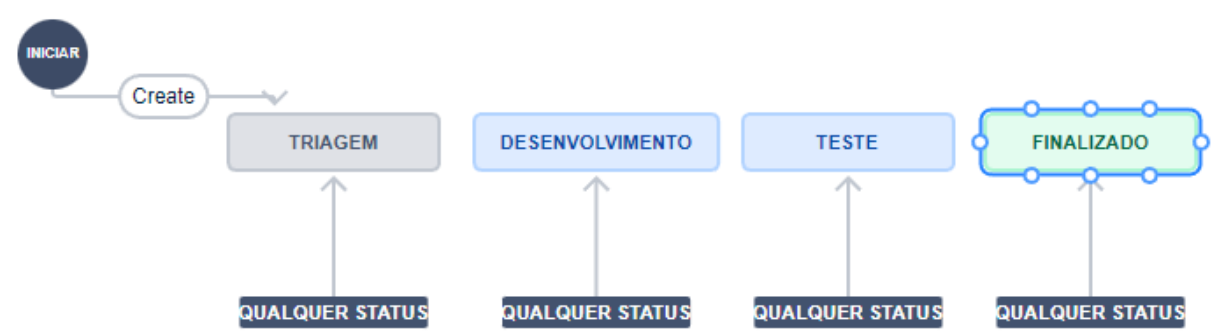 INICIAR
Create
TRIAGEM
DESENVOLVIMENTO
TESTE
FINALIZADO
QUALQUER STATUS
QUALQUER STATUS
QUALQUER STATUS
QUALQUER STATUS